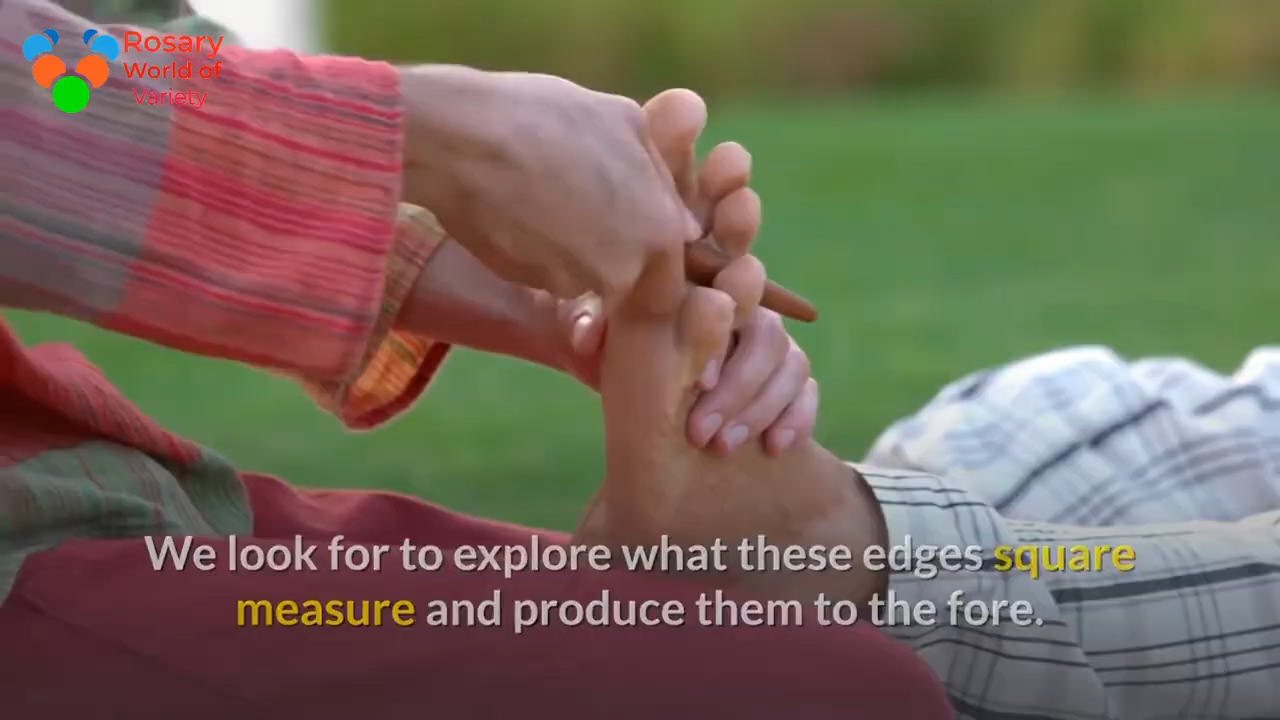 Rosary
World of
Variety
We look for to explore what these edges square
measure and produce them to the fore.